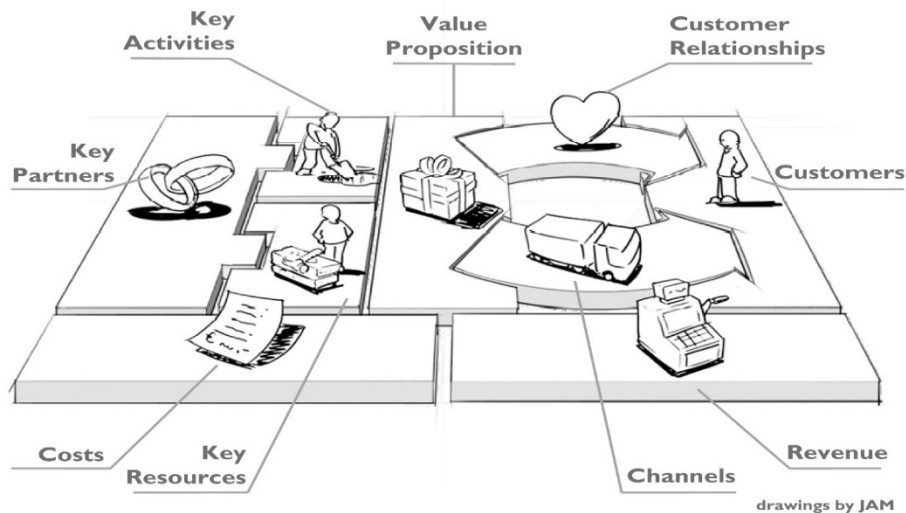 Key
Activities
Value
Proposition
Customer
Relationships
Key
Partners
Customers
Costs
Key
Resources
Channels
Revenue
drawings by JAM